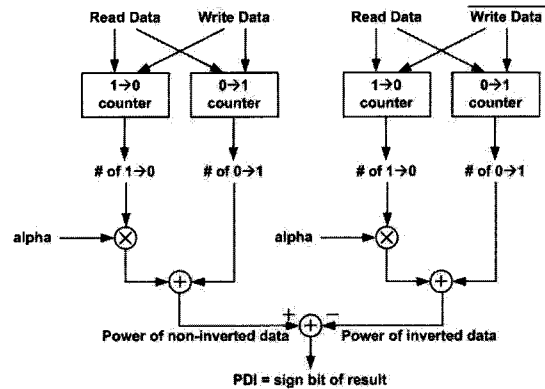 Read Data Write Data Read Data Write Data
1→0 counter 0→1 counter 1→0 counter 0→1 counter
# of 1→0 # of 0→1 # of 1→0 # of 0→1
alpha × alpha ×
+ +
+ −
Power of non-inverted data + Power of inverted data
PDI = sign bit of result